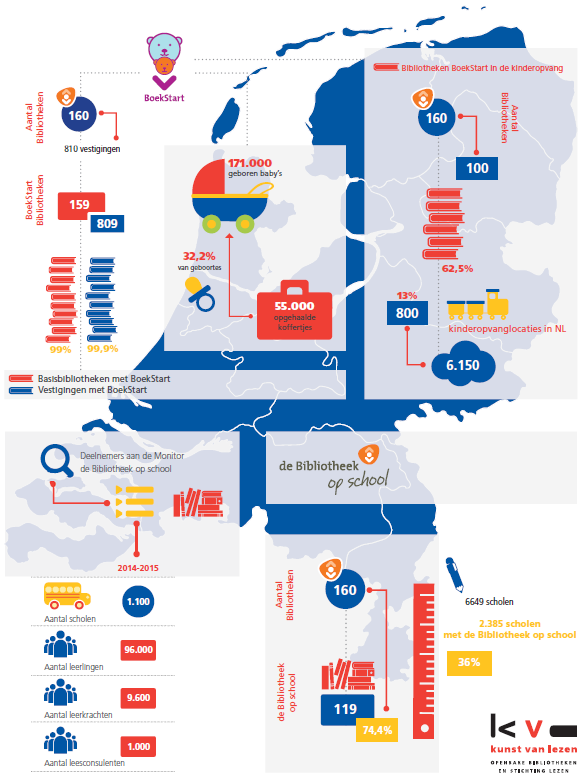 BoekStart
Aantal
Bibliotheken
160
810 vestigingen
BoekStart
Bibliotheken
159
809
99%
99,9%
Basisbibliotheken met BoekStart
Vestigingen met BoekStart
171.000
geboren baby's
32,2%
van geboortes
55.000
opgehaalde
koffertjes
Bibliotheken BoekStart in de kinderopvang
160
Aantal
Bibliotheken
100
62,5%
13%
800
kinderopvanglocaties in NL
6.150
Deelnemers aan de Monitor
de Bibliotheek op school
2014-2015
1.100
Aantal scholen
96.000
Aantal leerlingen
9.600
Aantal leerkrachten
1.000
Aantal leesconsulenten
de Bibliotheek
op school
Aantal
Bibliotheken
160
de Bibliotheek
op school
119
74,4%
6649 scholen
2.385 scholen
met de Bibliotheek op school
36%
kv
kunst van lezen
OPENBARE BIBLIOTHEKEN
EN STICHTING LEZEN